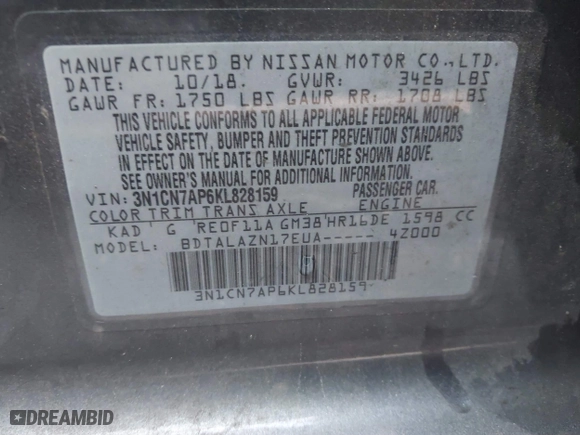 MANUFACTURED BY NISSAN MOTOR CO.,LTD.
DATE: 10/18. GVWR: 3426 LBS
GAWR FR: 1750 LBS GAWR RR: 1708 LBS
THIS VEHICLE CONFORMS TO ALL APPLICABLE FEDERAL MOTOR
VEHICLE SAFETY, BUMPER AND THEFT PREVENTION STANDARDS
IN EFFECT ON THE DATE OF MANUFACTURE SHOWN ABOVE.
SEE OWNER'S MANUAL FOR ADDITIONAL INFORMATION.
VIN: 3N1CN7AP6KL828159 PASSENGER CAR.
COLOR TRIM TRANS AXLE ENGINE
KAD G RE0F11A GM38 HR16DE 1598 CC
BDTALAZN17EUA----- 4Z000
3N1CN7AP6KL828159
DREAMBID